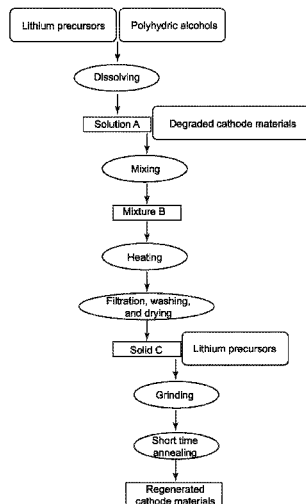 Lithium precursors
Polyhydric alcohols
Dissolving
Solution A
Degraded cathode materials
Mixing
Mixture B
Heating
Filtration, washing,
and drying
Solid C
Lithium precursors
Grinding
Short time
annealing
Regenerated
cathode materials